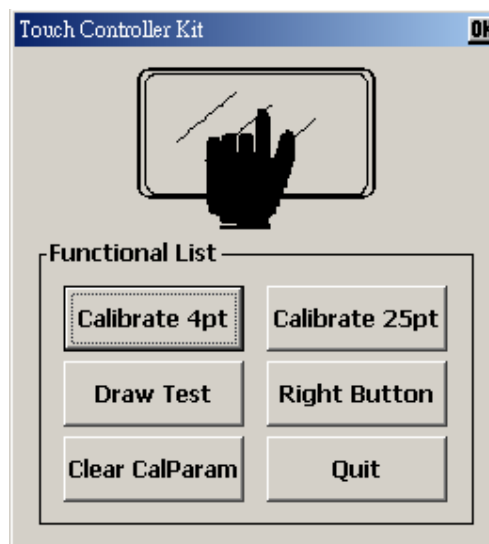 Touch Controller Kit OK
Functional List
Calibrate 4pt Calibrate 25pt
Draw Test Right Button
Clear CalParam Quit